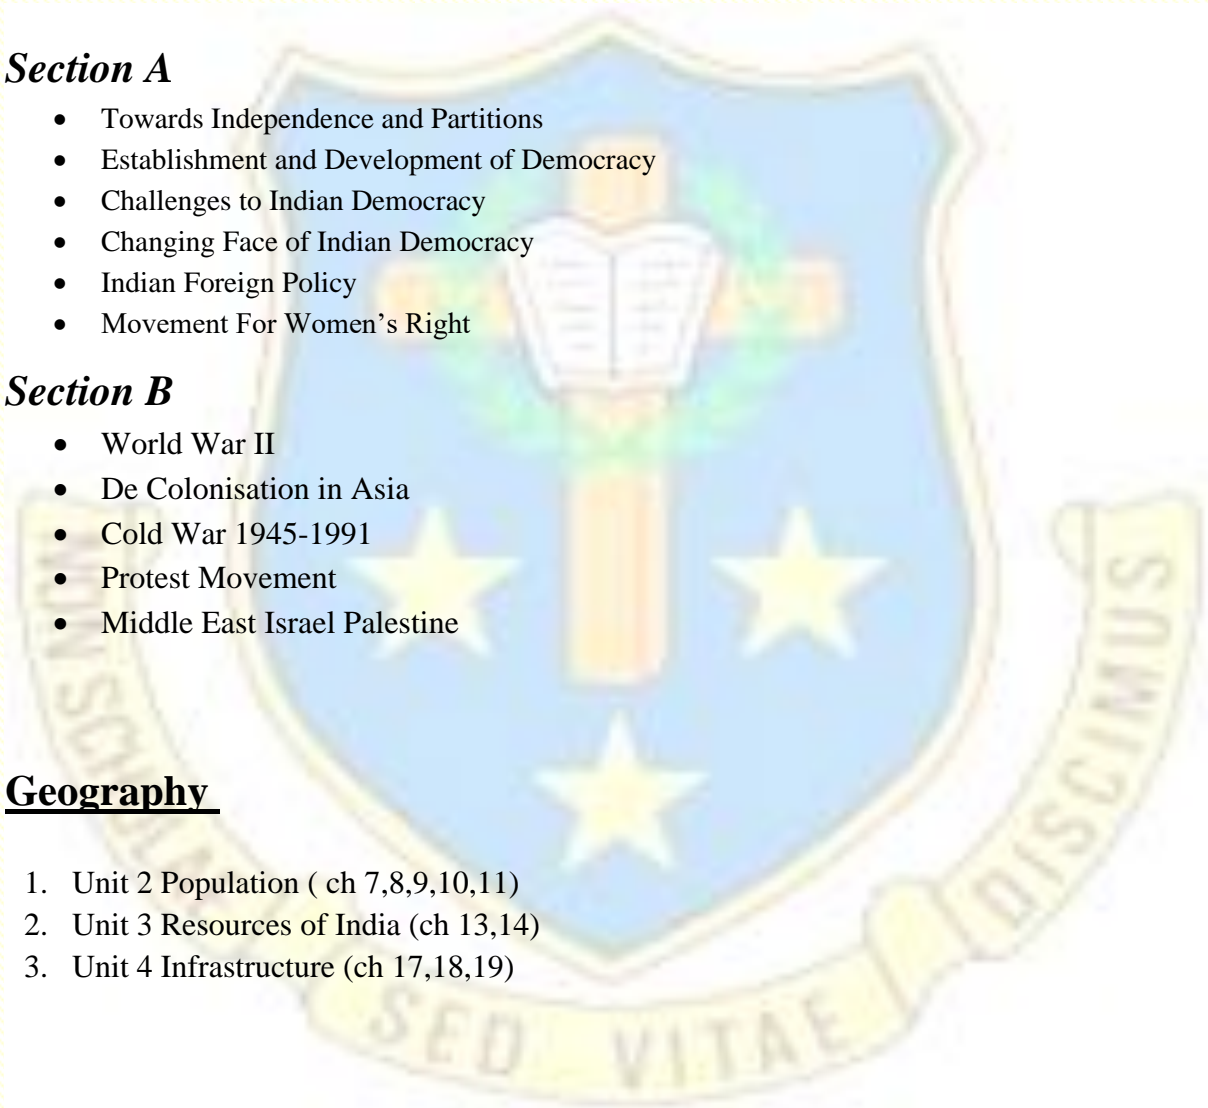 Section A
• Towards Independence and Partitions
• Establishment and Development of Democracy
• Challenges to Indian Democracy
• Changing Face of Indian Democracy
• Indian Foreign Policy
• Movement For Women’s Right
Section B
• World War II
• De Colonisation in Asia
• Cold War 1945-1991
• Protest Movement
• Middle East Israel Palestine
Geography
1. Unit 2 Population ( ch 7,8,9,10,11)
2. Unit 3 Resources of India (ch 13,14)
3. Unit 4 Infrastructure (ch 17,18,19)
SED VITAE DISCIMUS